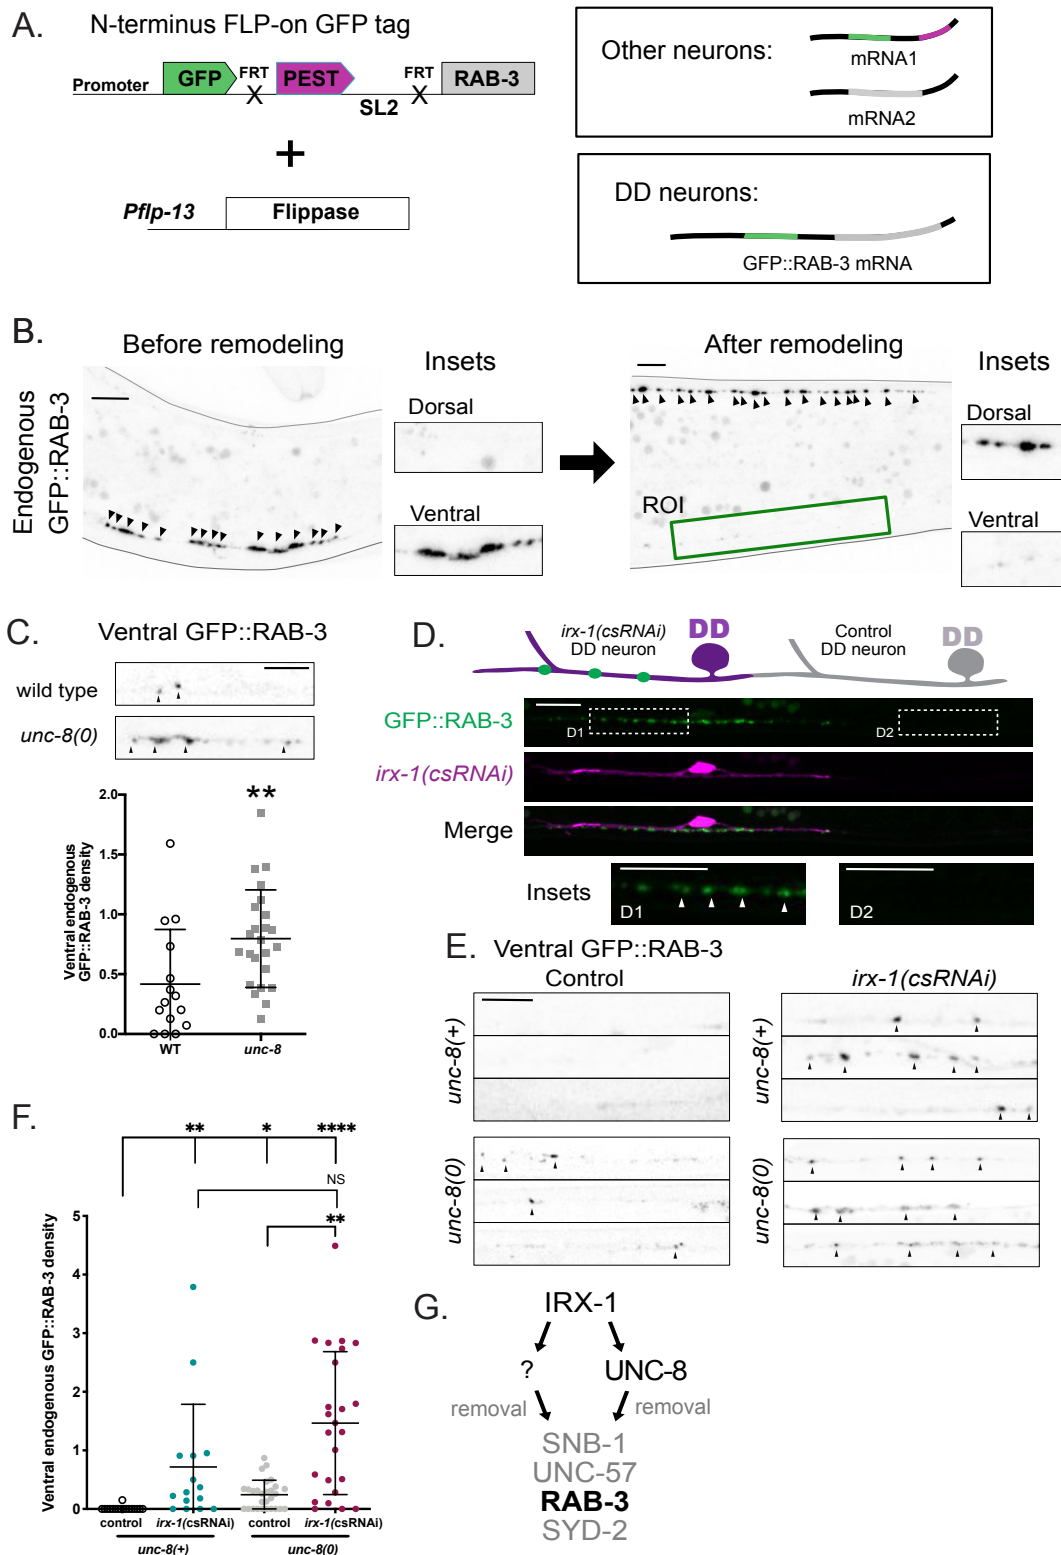 A.
N-terminus FLP-on GFP tag
Promoter
GFP
FRT
X
PEST
SL2
FRT
X
RAB-3
+
Pflp-13
Flippase
Other neurons:
mRNA1
mRNA2
DD neurons:
GFP::RAB-3 mRNA
B.
Before remodeling
Insets
After remodeling
Insets
Endogenous
GFP::RAB-3
Dorsal
Ventral
ROI
Dorsal
Ventral
C.
Ventral GFP::RAB-3
wild type
unc-8(0)
**
Ventral endogenous
GFP::RAB-3 density
2.0
1.5
1.0
0.5
0.0
WT
unc-8
D.
irx-1(csRNAi)
DD neuron
DD
Control
DD neuron
DD
GFP::RAB-3
D1
D2
irx-1(csRNAi)
Merge
Insets
D1
D2
E.
Ventral GFP::RAB-3
Control
irx-1(csRNAi)
unc-8(+)
unc-8(+)
unc-8(0)
unc-8(0)
F.
**
*
****
NS
**
Ventral endogenous GFP::RAB-3 density
5
4
3
2
1
0
control
irx-1(csRNAi)
control
irx-1(csRNAi)
unc-8(+)
unc-8(0)
G.
IRX-1
?
UNC-8
removal
removal
SNB-1
UNC-57
RAB-3
SYD-2